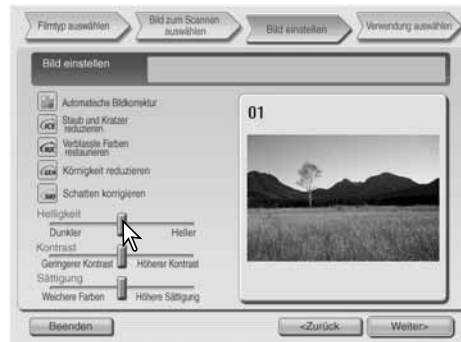 Filmtyp auswählen
Bild zum Scannen
auswählen
Bild einstellen
Verwendung auswählen
Bild einstellen
Automatische Bildkorrektur
Staub und Kratzer
reduzieren
Verblasste Farben
restaurieren
Körnigkeit reduzieren
Schatten korrigieren
Helligkeit
Dunkler Heller
Kontrast
Geringerer Kontrast Höherer Kontrast
Sättigung
Weichere Farben Höhere Sättigung
01
Beenden <Zurück Weiter>